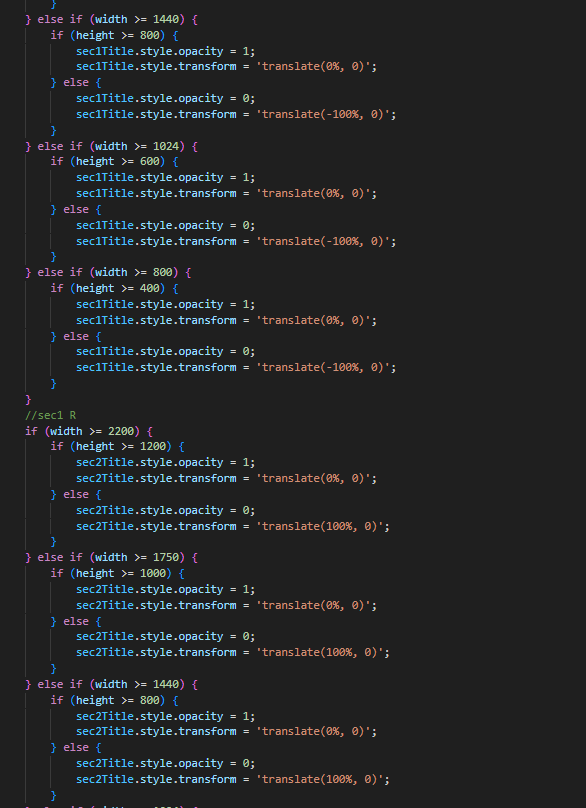 }
} else if (width >= 1440) {
if (height >= 800) {
sec1Title.style.opacity = 1;
sec1Title.style.transform = 'translate(0%, 0)';
} else {
sec1Title.style.opacity = 0;
sec1Title.style.transform = 'translate(-100%, 0)';
}
} else if (width >= 1024) {
if (height >= 600) {
sec1Title.style.opacity = 1;
sec1Title.style.transform = 'translate(0%, 0)';
} else {
sec1Title.style.opacity = 0;
sec1Title.style.transform = 'translate(-100%, 0)';
}
} else if (width >= 800) {
if (height >= 400) {
sec1Title.style.opacity = 1;
sec1Title.style.transform = 'translate(0%, 0)';
} else {
sec1Title.style.opacity = 0;
sec1Title.style.transform = 'translate(-100%, 0)';
}
}
//sec1 R
if (width >= 2200) {
if (height >= 1200) {
sec2Title.style.opacity = 1;
sec2Title.style.transform = 'translate(0%, 0)';
} else {
sec2Title.style.opacity = 0;
sec2Title.style.transform = 'translate(100%, 0)';
}
} else if (width >= 1750) {
if (height >= 1000) {
sec2Title.style.opacity = 1;
sec2Title.style.transform = 'translate(0%, 0)';
} else {
sec2Title.style.opacity = 0;
sec2Title.style.transform = 'translate(100%, 0)';
}
} else if (width >= 1440) {
if (height >= 800) {
sec2Title.style.opacity = 1;
sec2Title.style.transform = 'translate(0%, 0)';
} else {
sec2Title.style.opacity = 0;
sec2Title.style.transform = 'translate(100%, 0)';
}